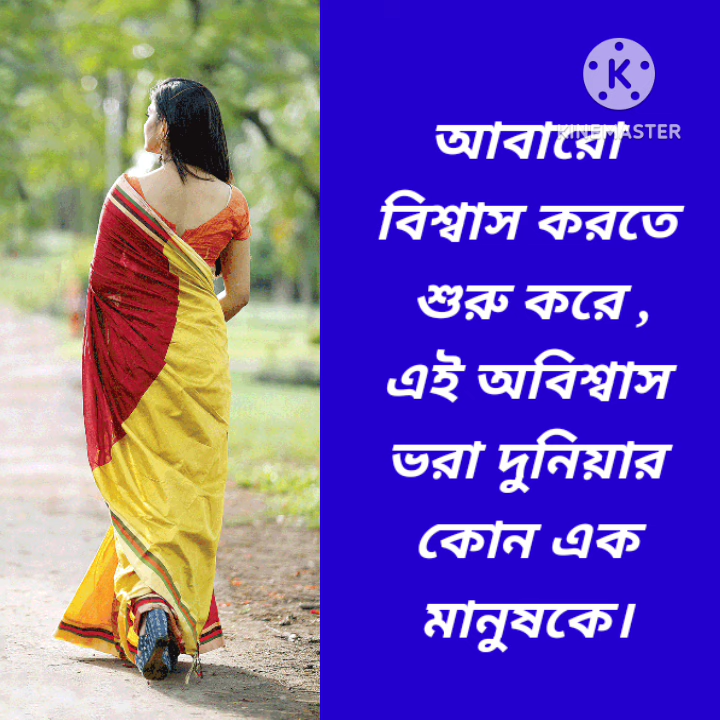 KINEMASTER
আবারো
বিশ্বাস করতে
শুরু করে ,
এই অবিশ্বাস
ভরা দুনিয়ার
কোন এক
মানুষকে।